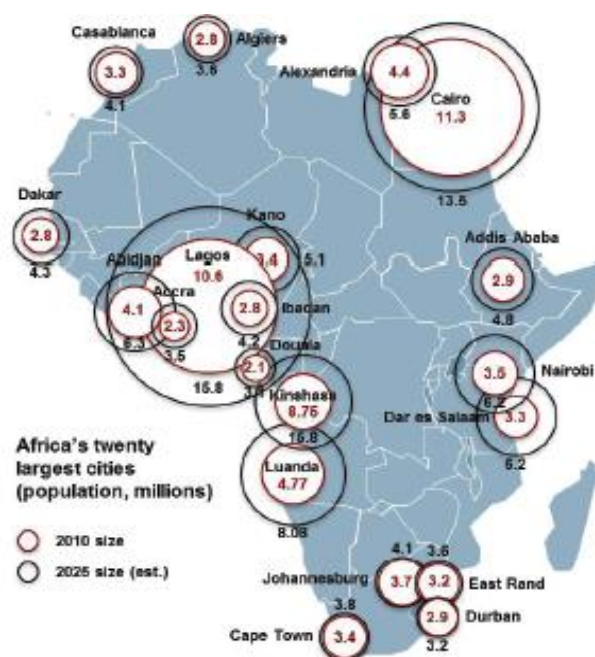 Casablanca
3.3
4.1
2.8
Algiers
3.6
Alexandria
4.4
5.6
Cairo
11.3
13.5
Dakar
2.8
4.3
Kano
3.4
5.1
Lagos
10.6
15.8
Abidjan
4.1
6.3
Accra
2.3
3.5
2.8
Ibadan
4.2
Douala
2.1
Addis Ababa
2.9
4.8
3.5
Nairobi
6.2
Dar es Salaam
3.3
6.2
Kinshasa
8.75
15.8
Luanda
4.77
8.08
Africa's twenty
largest cities
(population, millions)
2010 size
2025 size (est.)
4.1
3.6
Johannesburg
3.7
3.2
East Rand
2.9
Durban
3.2
3.8
Cape Town
3.4